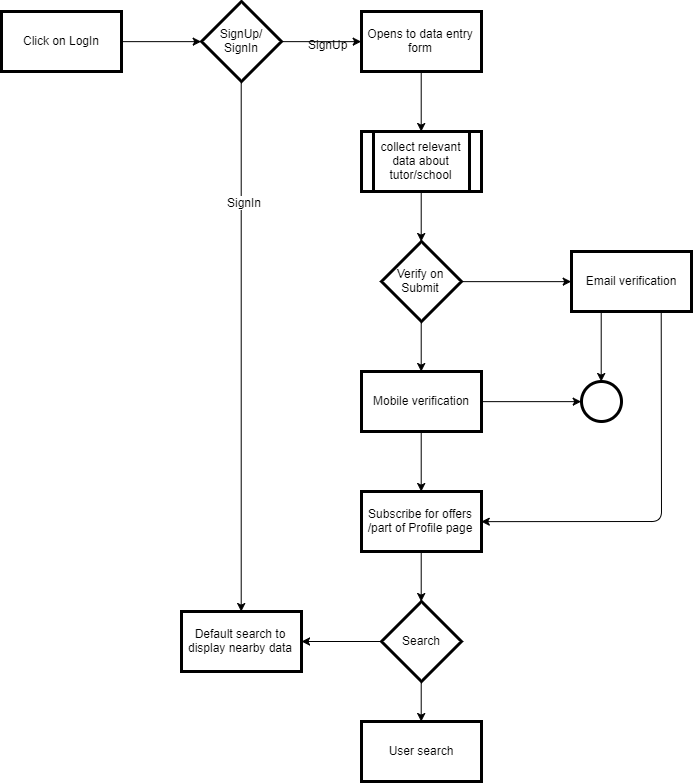 Click on LogIn
SignUp/
SignIn
SignUp
Opens to data entry
form
collect relevant
data about
tutor/school
SignIn
Verify on
Submit
Email verification
Mobile verification
Subscribe for offers
/part of Profile page
Default search to
display nearby data
Search
User search